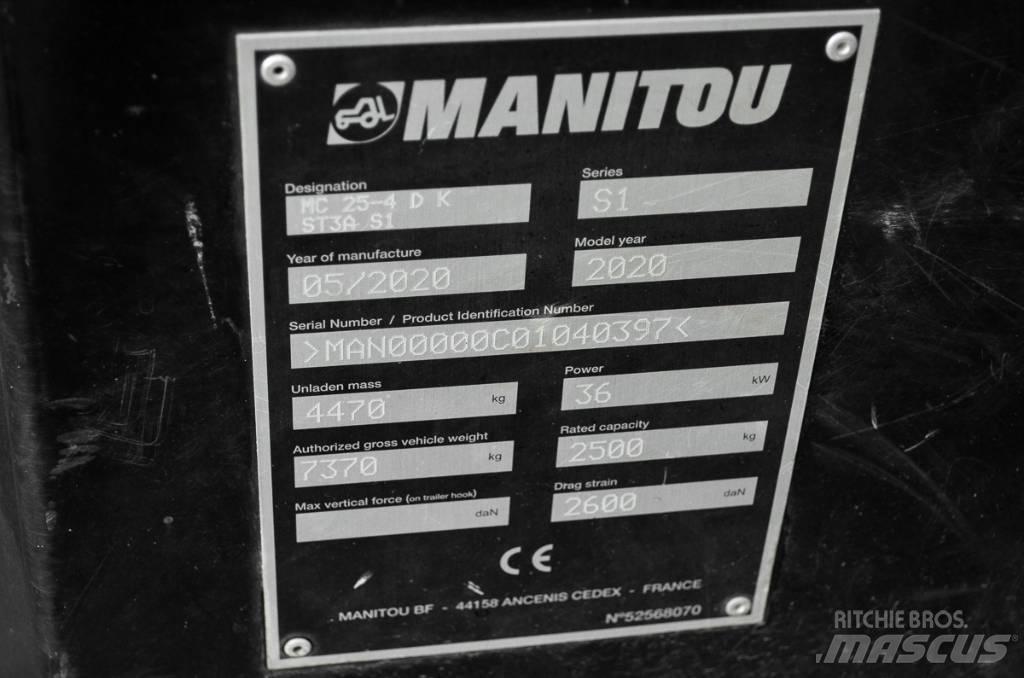 MANITOU
Designation
MC 25-4 D K
ST3A S1
Series
S1
Year of manufacture
05/2020
Model year
2020
Serial Number / Product Identification Number
>MAN00000C01040397<
Unladen mass
4470 kg
Power
36 kW
Authorized gross vehicle weight
7370 kg
Rated capacity
2500 kg
Max vertical force (on trailer hook)
daN
Drag strain
2600 daN
CE
MANITOU BF - 44158 ANCENIS CEDEX - FRANCE
N°52568070
RITCHIE BROS.
MASCUS